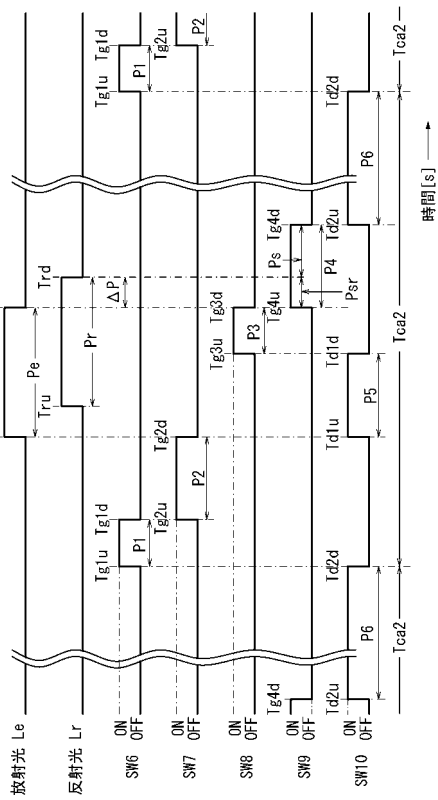 放射光 Le
Pe
反射光 Lr
Tru
Trd
Pr
ΔP
SW6
ON
OFF
Tg1u
Tg1d
P1
Tg1u
Tg1d
P1
SW7
ON
OFF
Tg2u
Tg2d
P2
Tg2u
P2
SW8
ON
OFF
Tg3u
Tg3d
P3
SW9
ON
OFF
Tg4d
Tg4u
Tg4d
Ps
P4
Psr
SW10
ON
OFF
Td2u
Td2d
Td1u
Td1d
Td2u
Td2d
P6
P5
P6
Tca2
Tca2
Tca2
時間[s]